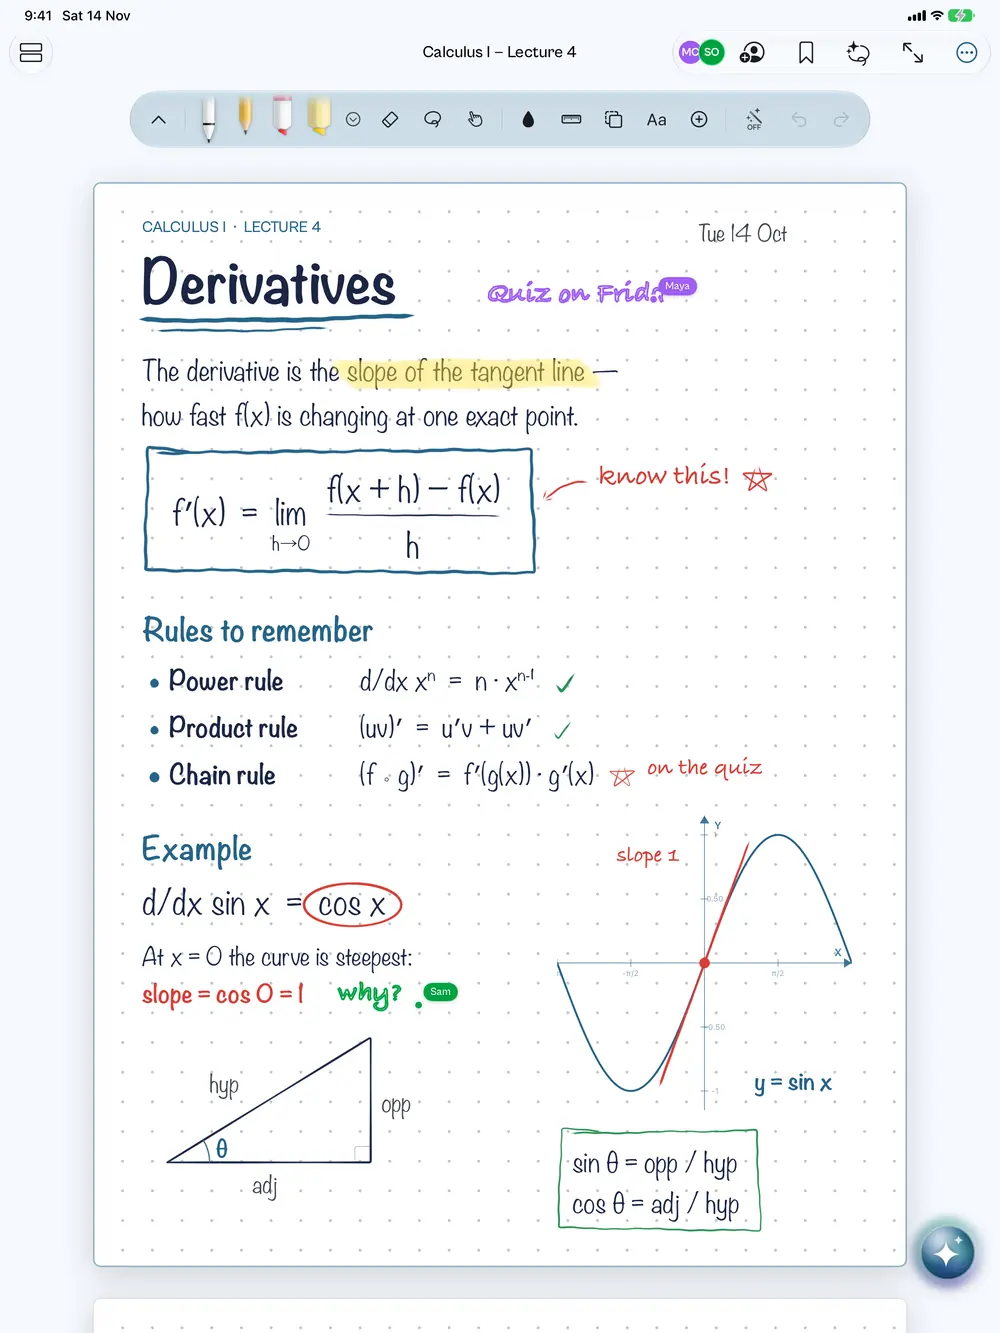 9:41 Sat 14 Nov
Calculus I – Lecture 4
MC SO
Aa
OFF
CALCULUS I · LECTURE 4
Tue 14 Oct
Derivatives
Quiz on Frida
Maya
The derivative is the slope of the tangent line —
how fast f(x) is changing at one exact point.
f′(x) = lim h→0 f(x + h) − f(x) / h
know this!
Rules to remember
• Power rule d/dx xⁿ = n · xⁿ⁻¹ ✓
• Product rule (uv)′ = u′v + uv′ ✓
• Chain rule (f ∘ g)′ = f′(g(x)) · g′(x) on the quiz
Example
d/dx sin x = cos x
At x = 0 the curve is steepest:
slope = cos 0 = 1 why?
Sam
hyp
opp
θ
adj
Y
1
slope 1
0.50
X
-π/2
π/2
-0.50
-1
y = sin x
sin θ = opp / hyp
cos θ = adj / hyp